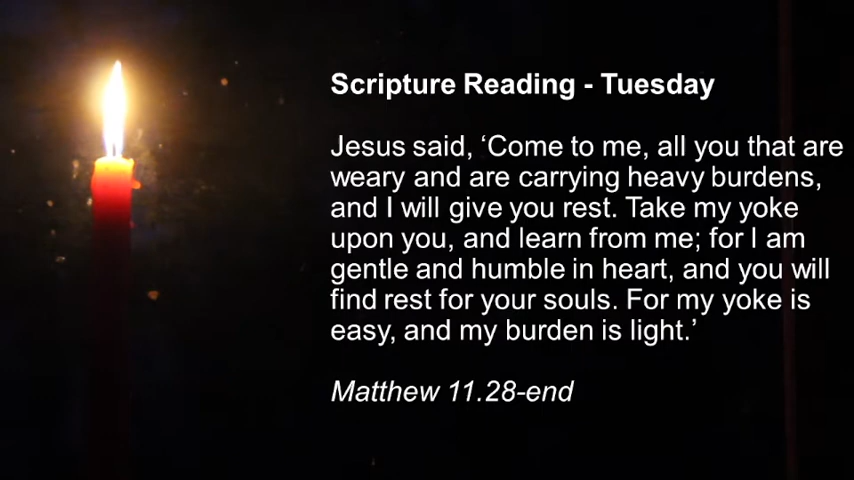 Scripture Reading - Tuesday
Jesus said, ‘Come to me, all you that are
weary and are carrying heavy burdens,
and I will give you rest. Take my yoke
upon you, and learn from me; for I am
gentle and humble in heart, and you will
find rest for your souls. For my yoke is
easy, and my burden is light.’
Matthew 11.28-end